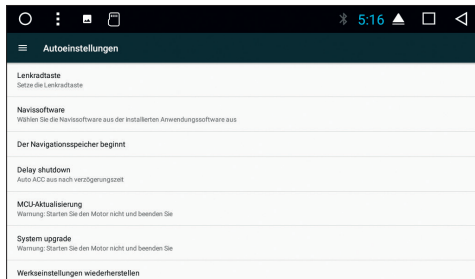 5:16
Autoeinstellungen
Lenkradtaste
Setze die Lenkradtaste
Navissoftware
Wählen Sie die Navissoftware aus der installierten Anwendungssoftware aus
Der Navigationsspeicher beginnt
Delay shutdown
Auto ACC aus nach verzögerungszeit
MCU-Aktualisierung
Warnung: Starten Sie den Motor nicht und beenden Sie
System upgrade
Warnung: Starten Sie den Motor nicht und beenden Sie
Werkseinstellungen wiederherstellen